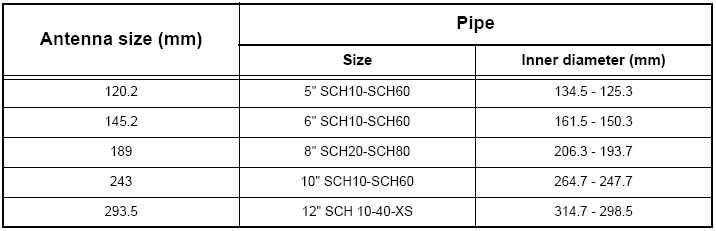 Antenna size (mm) Pipe
Size Inner diameter (mm)
120.2 5" SCH10-SCH60 134.5 - 125.3
145.2 6" SCH10-SCH60 161.5 - 150.3
189 8" SCH20-SCH80 206.3 - 193.7
243 10" SCH10-SCH60 264.7 - 247.7
293.5 12" SCH 10-40-XS 314.7 - 298.5